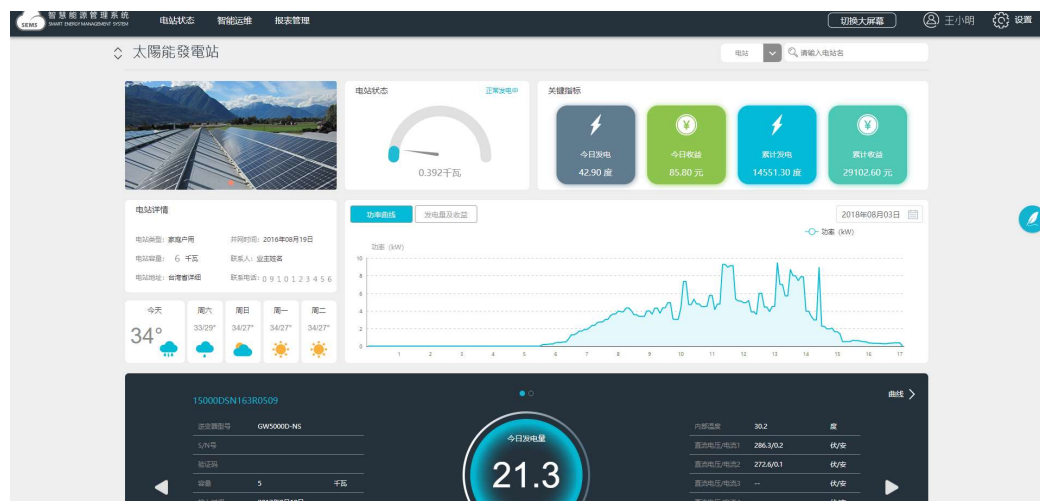 SEMS 智慧能源管理系统 电站状态 智能运维 报表管理 切换大屏幕 王小明 设置
SMART ENERGY MANAGEMENT SYSTEM
太陽能發電站 电站 请输入电站名
电站状态 正常发电中 关键指标
0.392千瓦
今日发电 今日收益 累计发电 累计收益
42.90 度 85.80 元 14551.30 度 29102.60 元
电站详情
电站类型: 家庭户用 并网时间: 2016年08月19日
电站容量: 6 千瓦 联系人: 业主姓名
电站地址: 台湾省详细 联系电话: 0 9 1 0 1 2 3 4 5 6
功率曲线 发电量及收益 2018年08月03日
功率 (kW)
功率 (kW)
10
8
6
4
2
0
1 2 3 4 5 6 7 8 9 10 11 12 13 14 15 16 17
今天 周六 周日 周一 周二
34° 33/29° 34/27° 34/27° 34/27°
15000DSN163R0509 曲线
逆变器型号 GW5000D-NS
S/N号
验证码
容量 5 千瓦
今日发电量
21.3
内部温度 30.2 度
直流电压/电流1 286.3/0.2 伏/安
直流电压/电流2 272.6/0.1 伏/安
直流电压/电流3 -- 伏/安